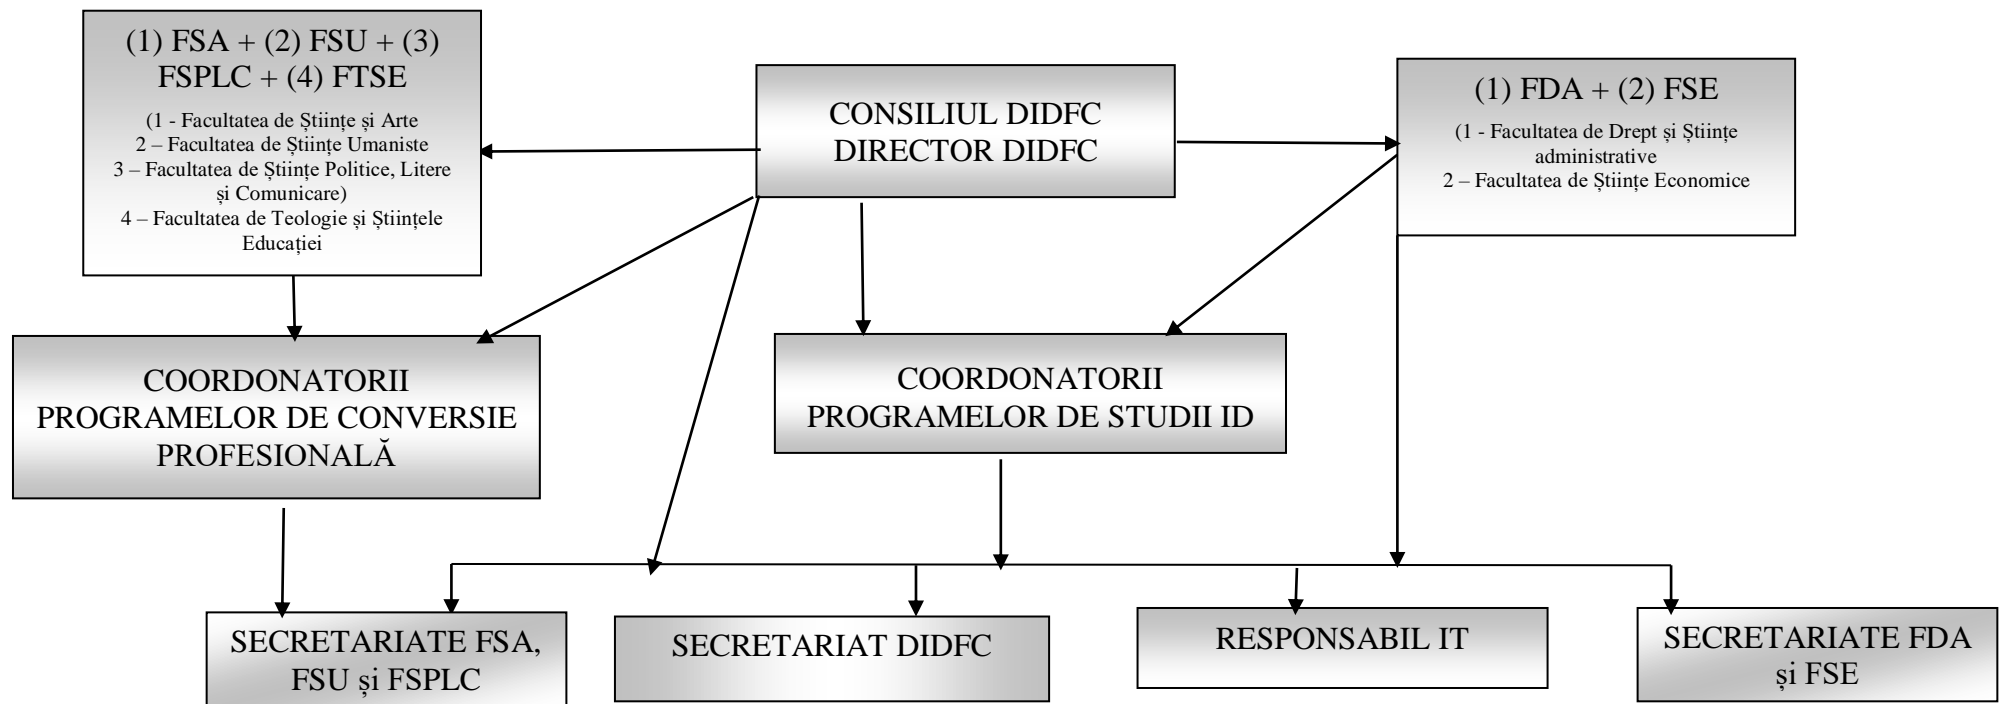 (1) FSA + (2) FSU + (3)
FSPLC + (4) FTSE
(1 - Facultatea de Științe și Arte
2 – Facultatea de Științe Umaniste
3 – Facultatea de Științe Politice, Litere
și Comunicare)
4 – Facultatea de Teologie și Științele
Educației
CONSILIUL DIDFC
DIRECTOR DIDFC
(1) FDA + (2) FSE
(1 - Facultatea de Drept și Științe
administrative
2 – Facultatea de Științe Economice
COORDONATORII
PROGRAMELOR DE CONVERSIE
PROFESIONALĂ
COORDONATORII
PROGRAMELOR DE STUDII ID
SECRETARIATE FSA,
FSU și FSPLC
SECRETARIAT DIDFC
RESPONSABIL IT
SECRETARIATE FDA
și FSE